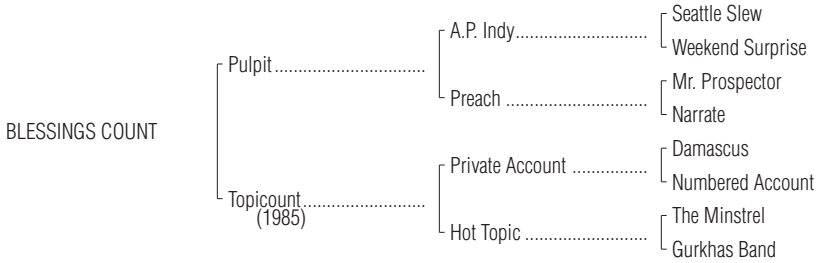 Seattle Slew
A.P. Indy..............................
Weekend Surprise
Pulpit ..................................
Mr. Prospector
Preach ................................
Narrate
BLESSINGS COUNT
Damascus
Private Account .................
Numbered Account
Topicount............................
(1985)
The Minstrel
Hot Topic ...........................
Gurkhas Band